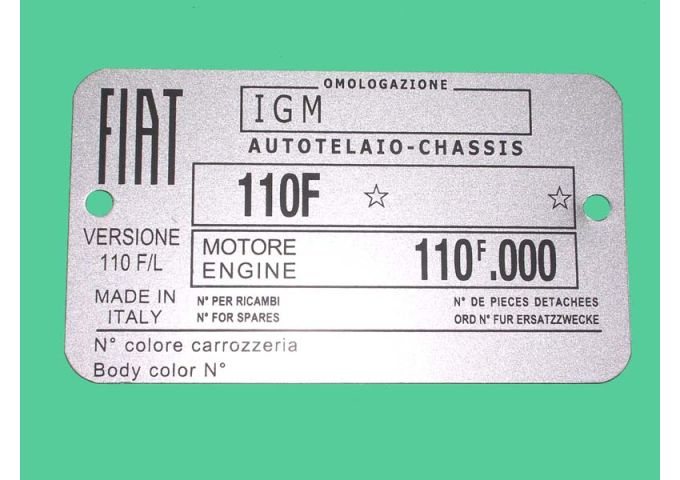 FIAT
OMOLOGAZIONE
IGM
AUTOTELAIO-CHASSIS
110F ☆ ☆
VERSIONE
110 F/L
MOTORE
ENGINE
110F.000
MADE IN
ITALY
N° PER RICAMBI
N° FOR SPARES
N° DE PIECES DETACHEES
ORD N° FUR ERSATZZWECKE
N° colore carrozzeria
Body color N°